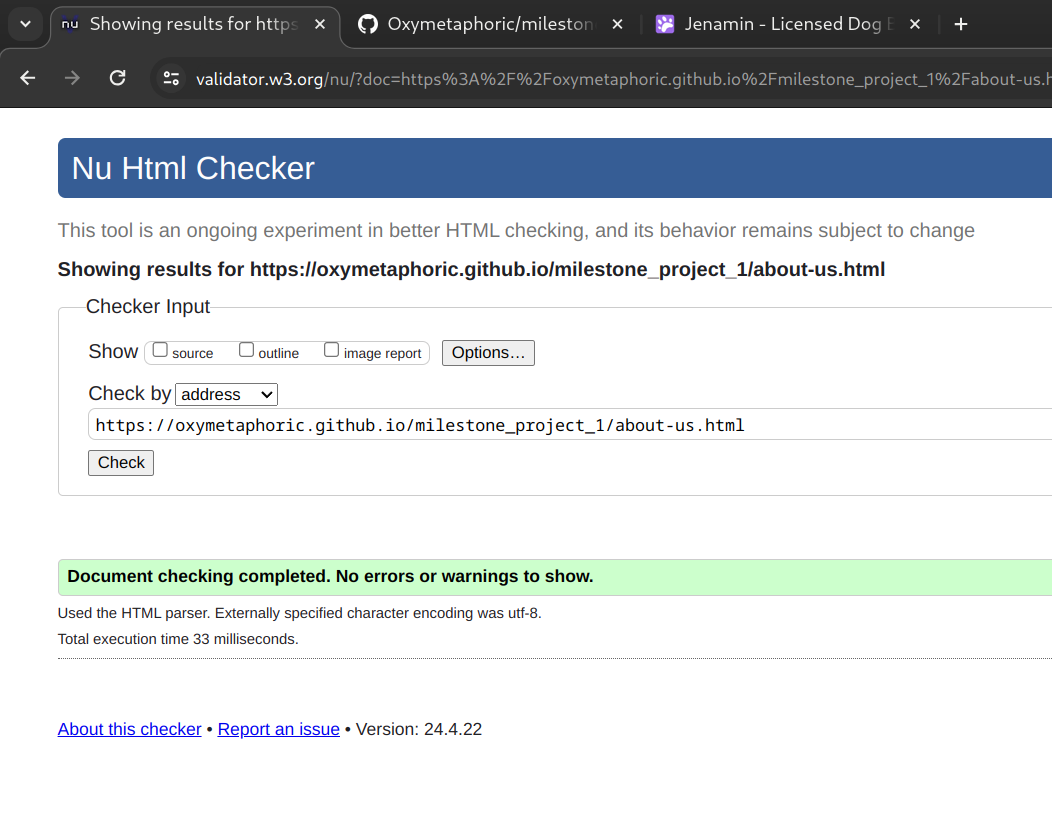 nu Showing results for https
Oxymetaphoric/mileston
Jenamin - Licensed Dog
validator.w3.org/nu/?doc=https%3A%2F%2Foxymetaphoric.github.io%2Fmilestone_project_1%2Fabout-us.h
Nu Html Checker
This tool is an ongoing experiment in better HTML checking, and its behavior remains subject to change
Showing results for https://oxymetaphoric.github.io/milestone_project_1/about-us.html
Checker Input
Show source outline image report Options…
Check by address
https://oxymetaphoric.github.io/milestone_project_1/about-us.html
Check
Document checking completed. No errors or warnings to show.
Used the HTML parser. Externally specified character encoding was utf-8.
Total execution time 33 milliseconds.
About this checker • Report an issue • Version: 24.4.22